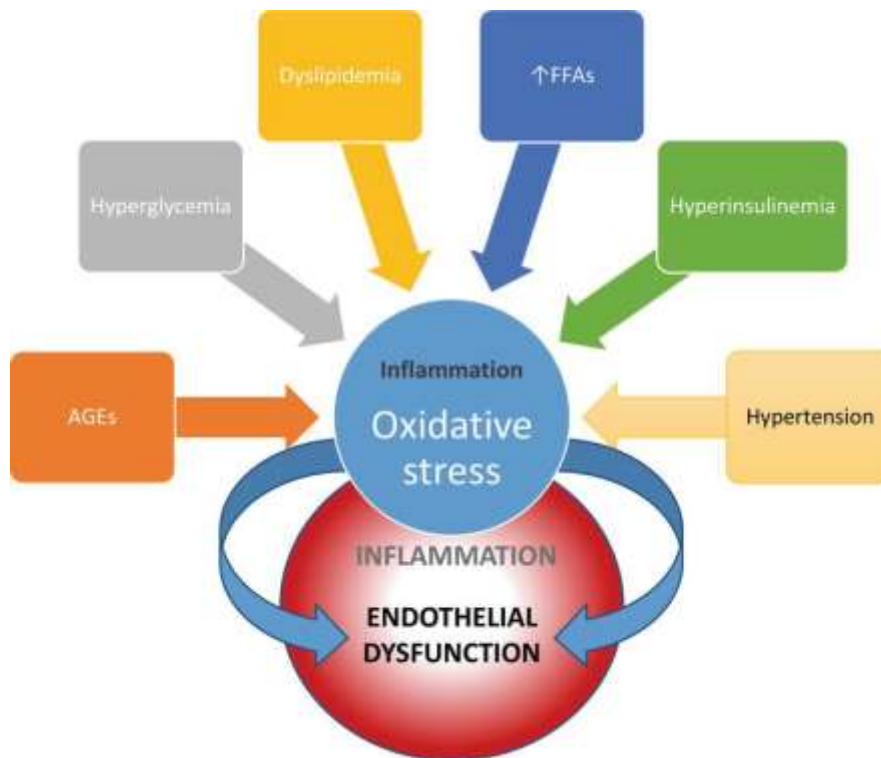 Dyslipidemia
↑FFAs
Hyperglycemia
Hyperinsulinemia
AGEs
Inflammation
Oxidative
stress
Hypertension
INFLAMMATION
ENDOTHELIAL
DYSFUNCTION